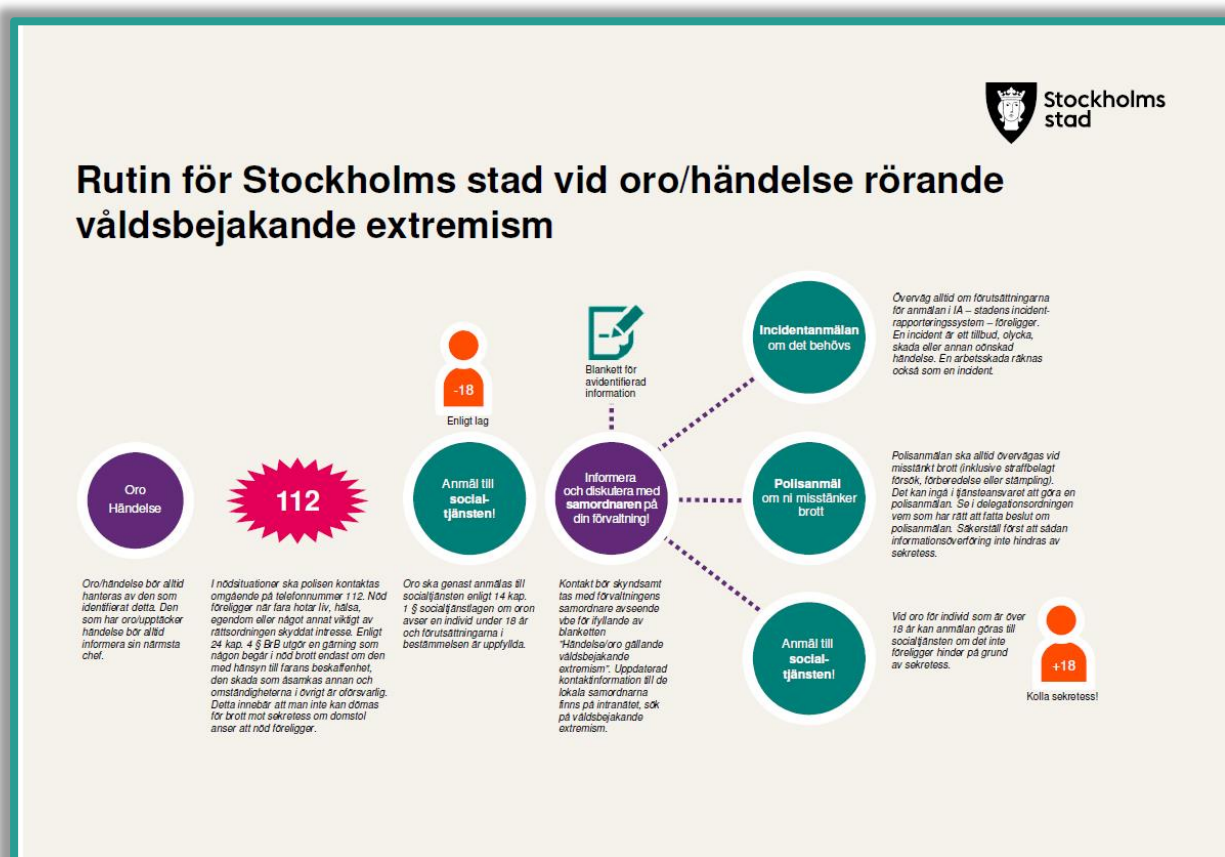 Stockholms
stad
Rutin för Stockholms stad vid oro/händelse rörande
våldsbejakande extremism
Oro
Händelse
Oro/händelse bör alltid
hanteras av den som
identifierat detta. Den
som har oro/upptäcker
händelse bör alltid
informera sin närmsta
chef.
112
I nödsituationer ska polisen kontaktas
omgående på telefonnummer 112. Nöd
föreligger när fara hotar liv, hälsa,
egendom eller något annat viktigt av
rättsordningen skyddat intresse. Enligt
24 kap. 4 § BrB utgör en gärning som
någon begår i nöd brott endast om den
med hänsyn till farans beskaffenhet,
den skada som åsamkas annan och
omständigheterna i övrigt är oförsvarlig.
Detta innebär att man inte kan dömas
för brott mot sekretess om domstol
anser att nöd föreligger.
-18
Enligt lag
Anmäl till
social-
tjänsten!
Oro ska genast anmälas till
socialtjänsten enligt 14 kap.
1 § socialtjänstlagen om oron
avser en individ under 18 år
och förutsättningarna i
bestämmelsen är uppfyllda.
Blankett för
avidentifierad
information
Informera
och diskutera med
samordnaren på
din förvaltning!
Kontakt bör skyndsamt
tas med förvaltningens
samordnare avseende
vbe för ifyllande av
blanketten
"Händelse/oro gällande
våldsbejakande
extremism". Uppdaterad
kontaktinformation till de
lokala samordnarna
finns på intranätet, sök
på våldsbejakande
extremism.
Incidentanmälan
om det behövs
Överväg alltid om förutsättningarna
för anmälan i IA – stadens incident-
rapporteringssystem – föreligger.
En incident är ett tillbud, olycka,
skada eller annan oönskad
händelse. En arbetsskada räknas
också som en incident.
Polisanmäl
om ni misstänker
brott
Polisanmälan ska alltid övervägas vid
misstänkt brott (inklusive straffbelagt
försök, förberedelse eller stämpling).
Det kan ingå i tjänsteansvaret att göra en
polisanmälan. Se i delegationsordningen
vem som har rätt att fatta beslut om
polisanmälan. Säkerställ först att sådan
informationsöverföring inte hindras av
sekretess.
Anmäl till
social-
tjänsten!
Vid oro för individ som är över
18 år kan anmälan göras till
socialtjänsten om det inte
föreligger hinder på grund
av sekretess.
+18
Kolla sekretess!